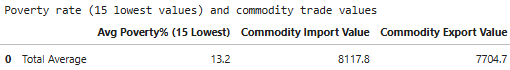 Poverty rate (15 lowest values) and commodity trade values
Avg Poverty% (15 Lowest) Commodity Import Value Commodity Export Value
0 Total Average 13.2 8117.8 7704.7